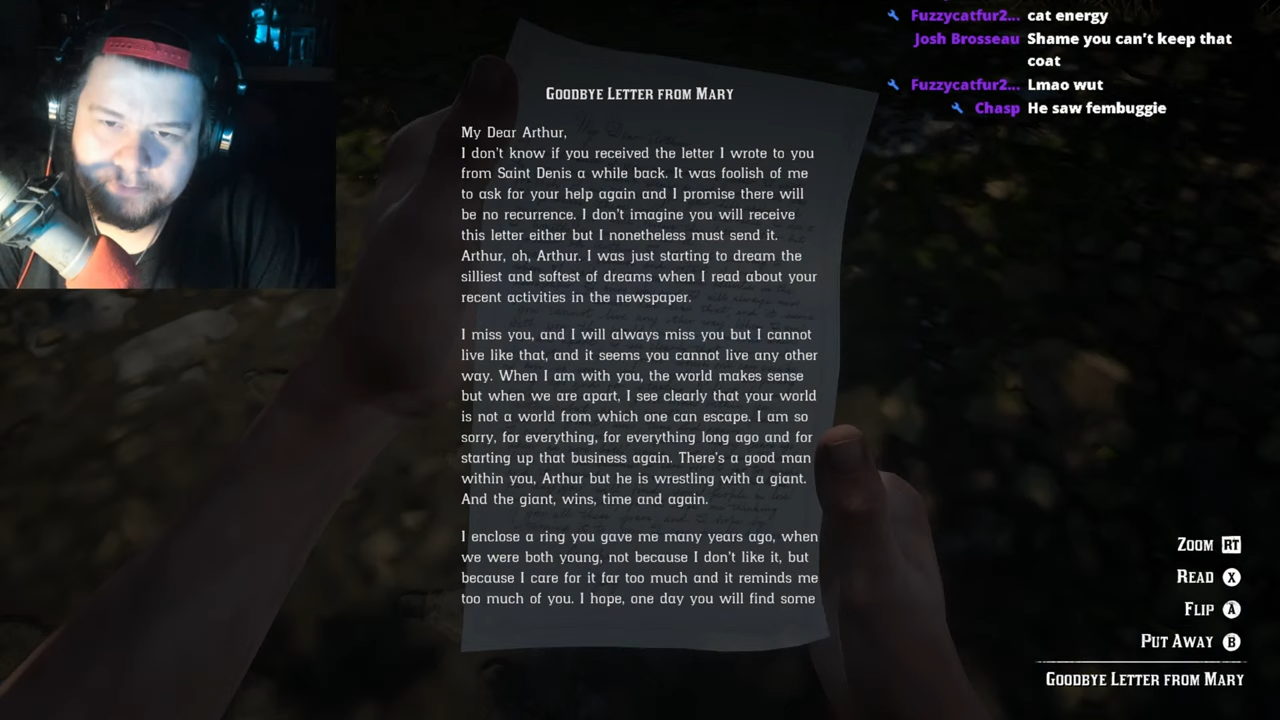 Fuzzycatfur2... cat energy
Josh Brosseau Shame you can't keep that
coat
Fuzzycatfur2... Lmao wut
Chasp He saw fembuggie
GOODBYE LETTER FROM MARY
My Dear Arthur,
I don't know if you received the letter I wrote to you
from Saint Denis a while back. It was foolish of me
to ask for your help again and I promise there will
be no recurrence. I don't imagine you will receive
this letter either but I nonetheless must send it.
Arthur, oh, Arthur. I was just starting to dream the
silliest and softest of dreams when I read about your
recent activities in the newspaper.
I miss you, and I will always miss you but I cannot
live like that, and it seems you cannot live any other
way. When I am with you, the world makes sense
but when we are apart, I see clearly that your world
is not a world from which one can escape. I am so
sorry, for everything, for everything long ago and for
starting up that business again. There's a good man
within you, Arthur but he is wrestling with a giant.
And the giant, wins, time and again.
I enclose a ring you gave me many years ago, when
we were both young, not because I don't like it, but
because I care for it far too much and it reminds me
too much of you. I hope, one day you will find some
ZOOM RT
READ X
FLIP A
PUT AWAY B
GOODBYE LETTER FROM MARY